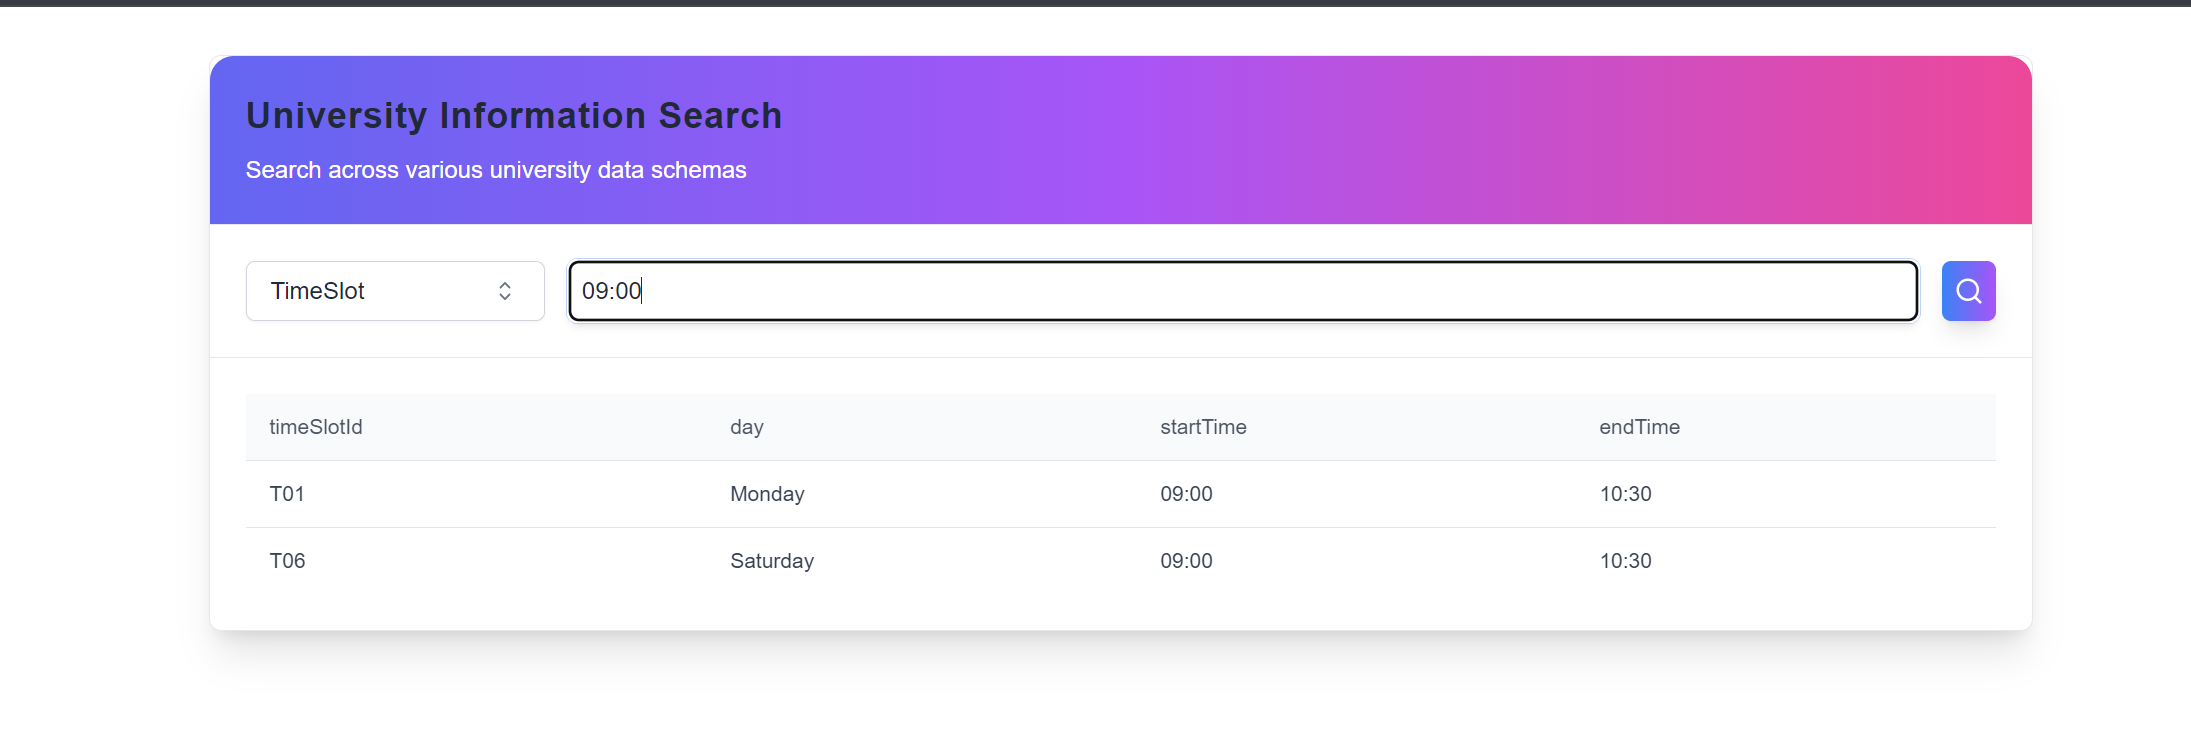 University Information Search
Search across various university data schemas
TimeSlot 09:00
timeSlotId day startTime endTime
T01 Monday 09:00 10:30
T06 Saturday 09:00 10:30